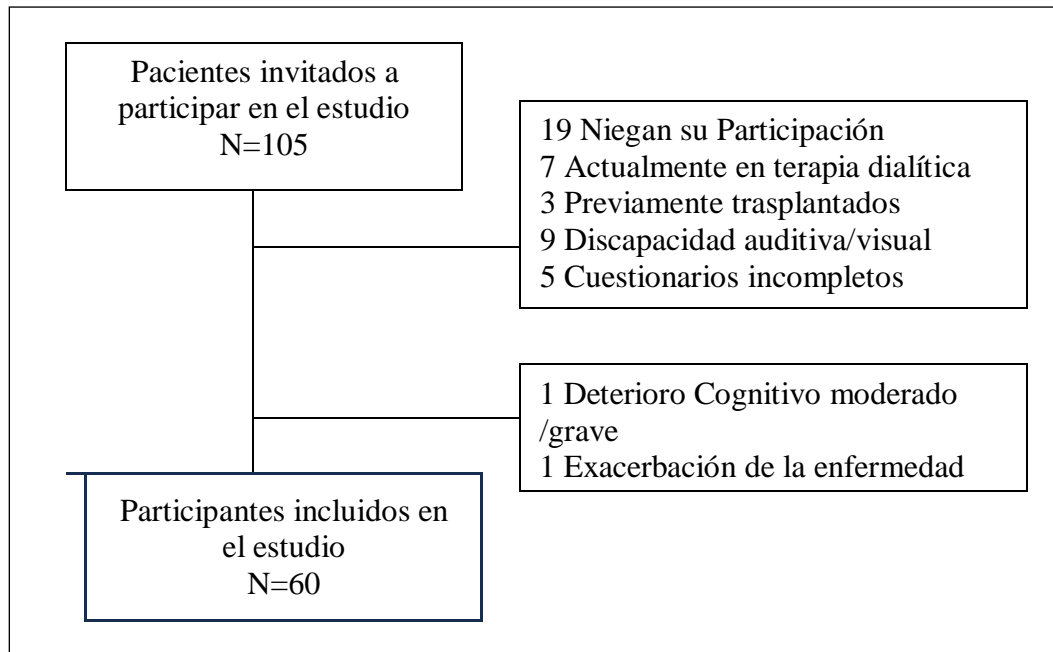 Pacientes invitados a
participar en el estudio
N=105
19 Niegan su Participación
7 Actualmente en terapia dialítica
3 Previamente trasplantados
9 Discapacidad auditiva/visual
5 Cuestionarios incompletos
1 Deterioro Cognitivo moderado
/grave
1 Exacerbación de la enfermedad
Participantes incluidos en
el estudio
N=60